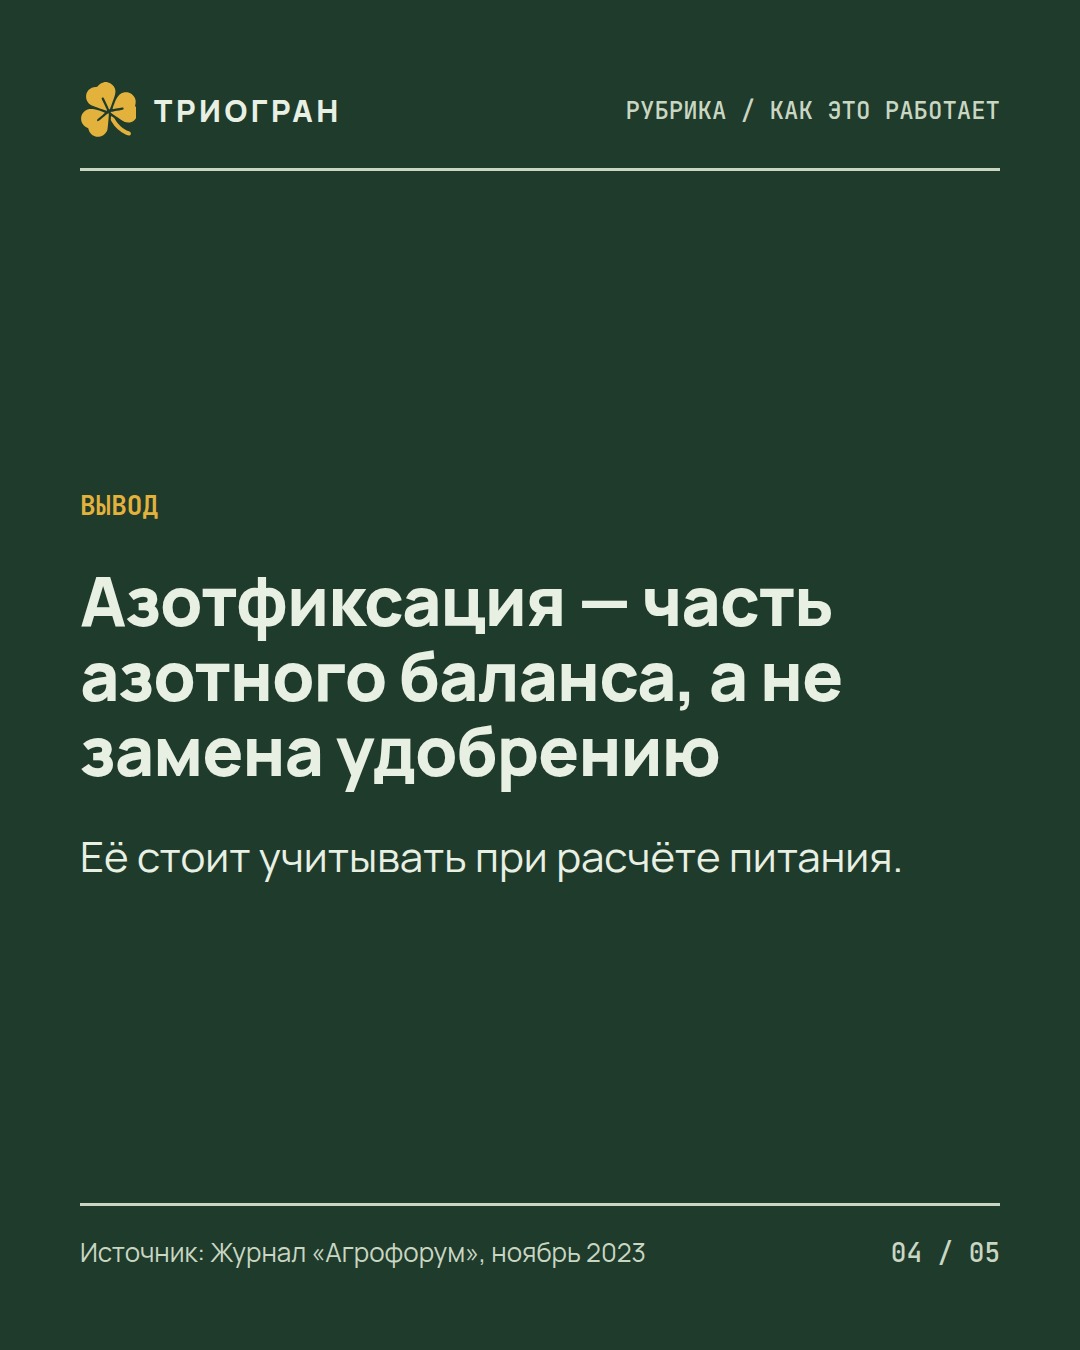 ТРИОГРАН
РУБРИКА / КАК ЭТО РАБОТАЕТ
ВЫВОД
Азотфиксация — часть
азотного баланса, а не
замена удобрению
Её стоит учитывать при расчёте питания.
Источник: Журнал «Агрофорум», ноябрь 2023
04 / 05